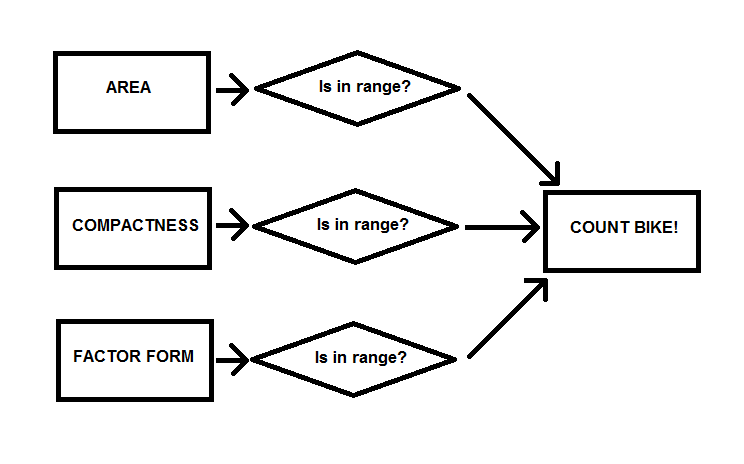 AREA
Is in range?
COMPACTNESS
Is in range?
COUNT BIKE!
FACTOR FORM
Is in range?